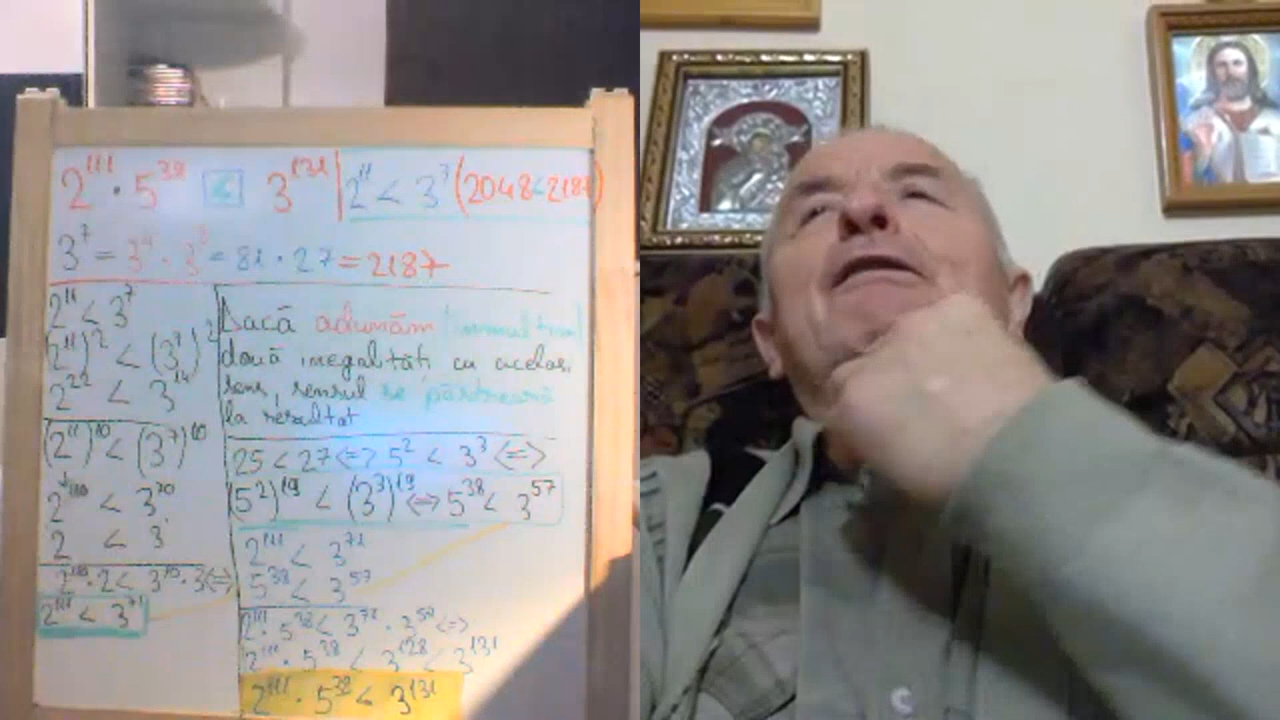 2¹¹¹ · 5³⁸ < 3¹³¹ | 2¹¹ < 3⁷ (2048<2187)
3⁷ = 3⁴ · 3³ = 81 · 27 = 2187
2¹¹ < 3⁷
(2¹¹)² < (3⁷)²
2²² < 3¹⁴
(2¹¹)¹⁰ < (3⁷)¹⁰
2¹¹⁰ < 3⁷⁰
2 < 3
2¹¹⁰ · 2 < 3⁷⁰ · 3 <=>
2¹¹¹ < 3⁷¹
Dacă adunăm
două inegalități cu același
sens, sensul se păstrează
la rezultat
25 < 27 <=> 5² < 3³ <=>
(5²)¹⁹ < (3³)¹⁹ <=> 5³⁸ < 3⁵⁷
2¹¹¹ < 3⁷¹
5³⁸ < 3⁵⁷
2¹¹¹ · 5³⁸ < 3⁷¹ · 3⁵⁷ <=>
2¹¹¹ · 5³⁸ < 3¹²⁸ < 3¹³¹
2¹¹¹ · 5³⁸ < 3¹³¹